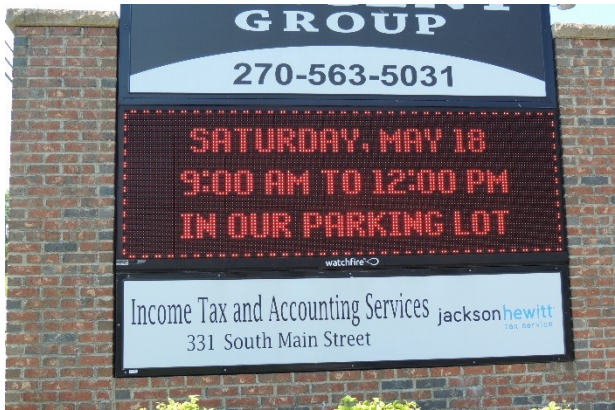 GROUP
270-563-5031
SATURDAY, MAY 18
9:00 AM TO 12:00 PM
IN OUR PARKING LOT
watchfire
Income Tax and Accounting Services
jacksonhewitt
tax service
331 South Main Street